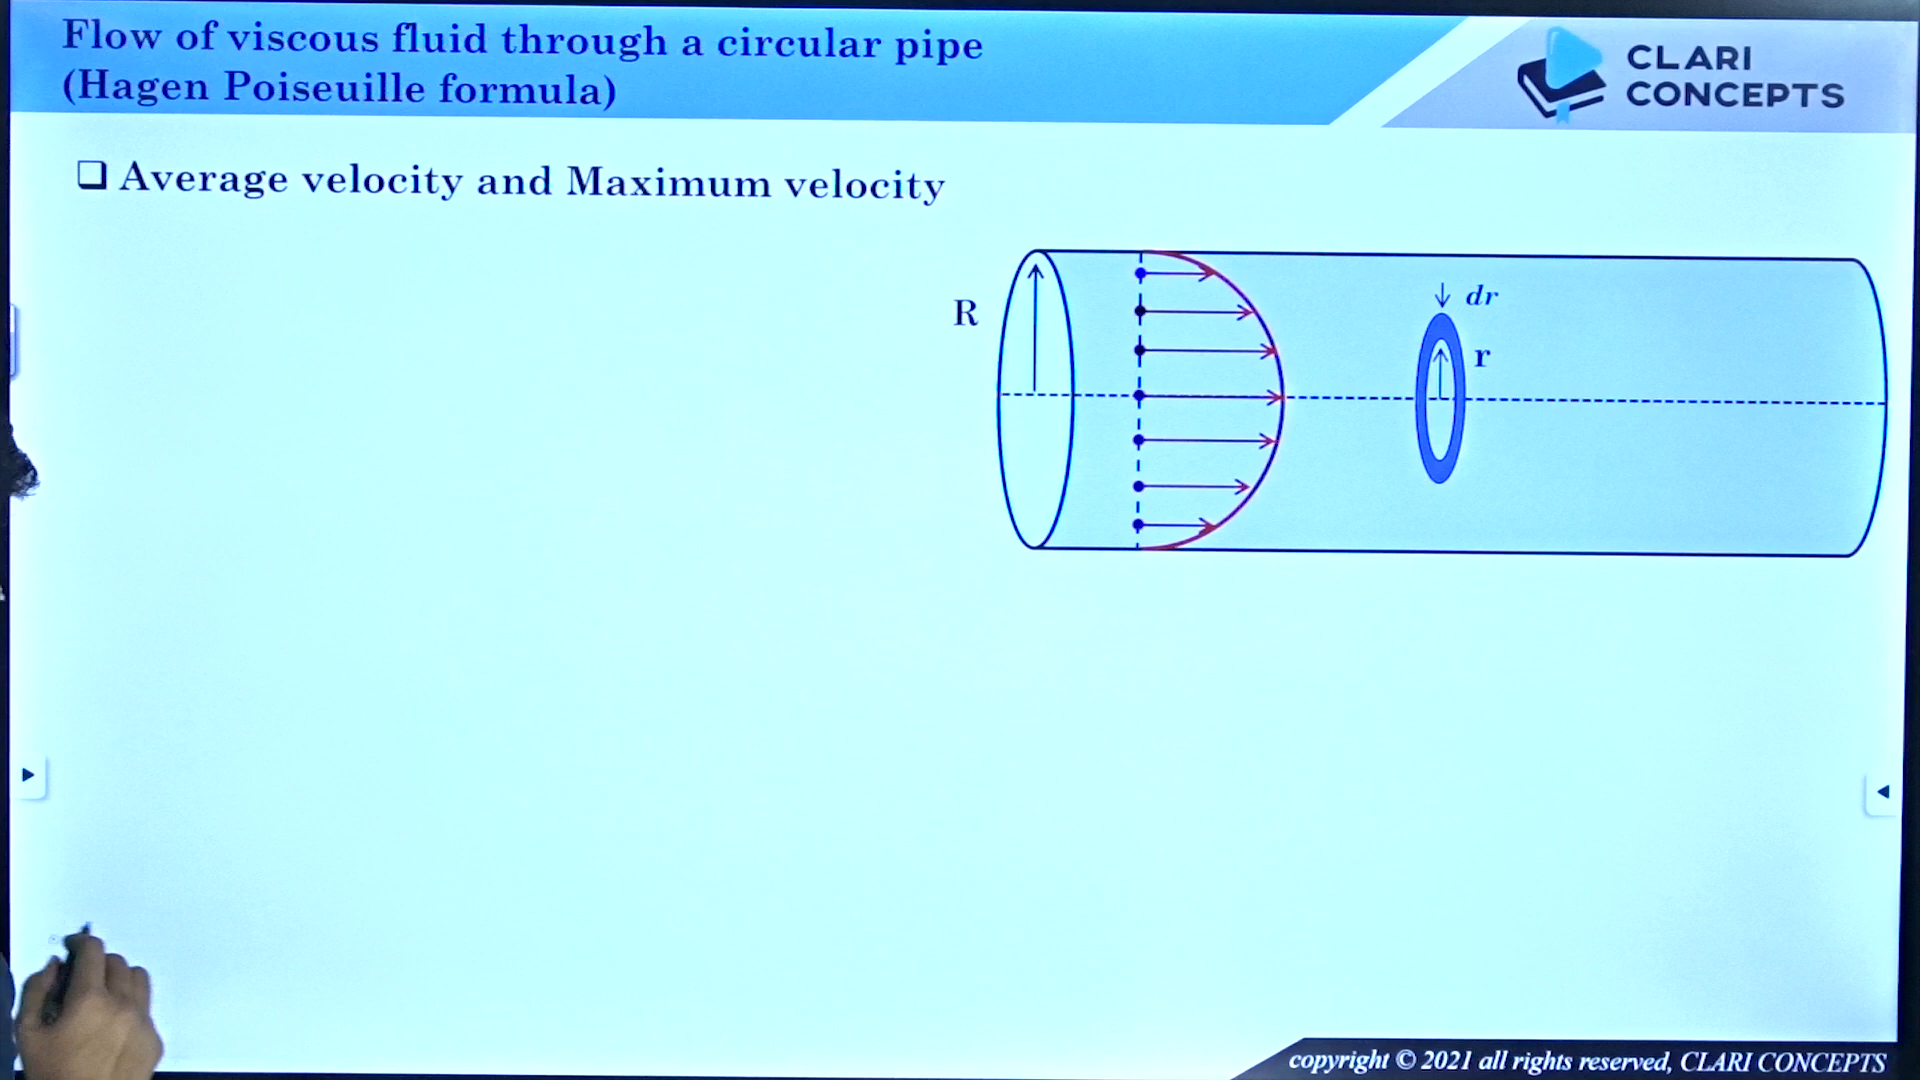 Flow of viscous fluid through a circular pipe
(Hagen Poiseuille formula)
CLARI
CONCEPTS
Average velocity and Maximum velocity
R
dr
r
copyright © 2021 all rights reserved, CLARI CONCEPTS